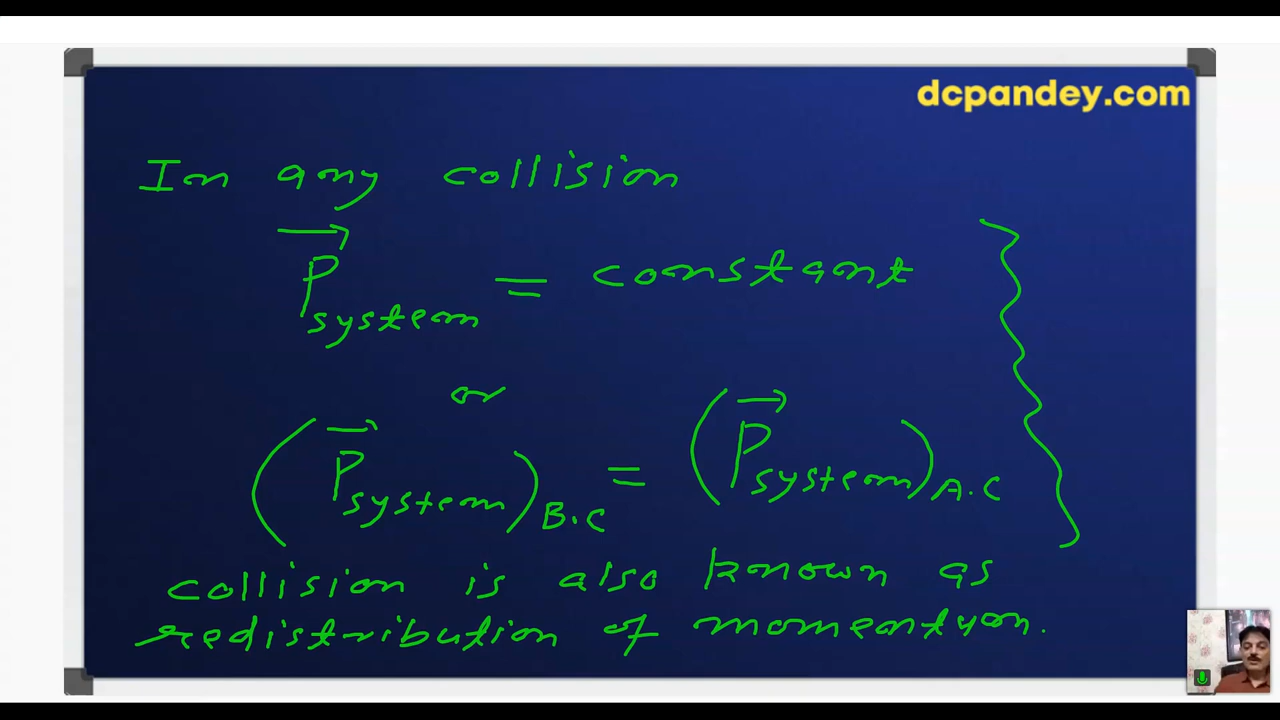 dcpandey.com
In any collision
P⃗system = constant
or
(P⃗system)B.C = (P⃗system)A.C
collision is also known as
redistribution of momentum.